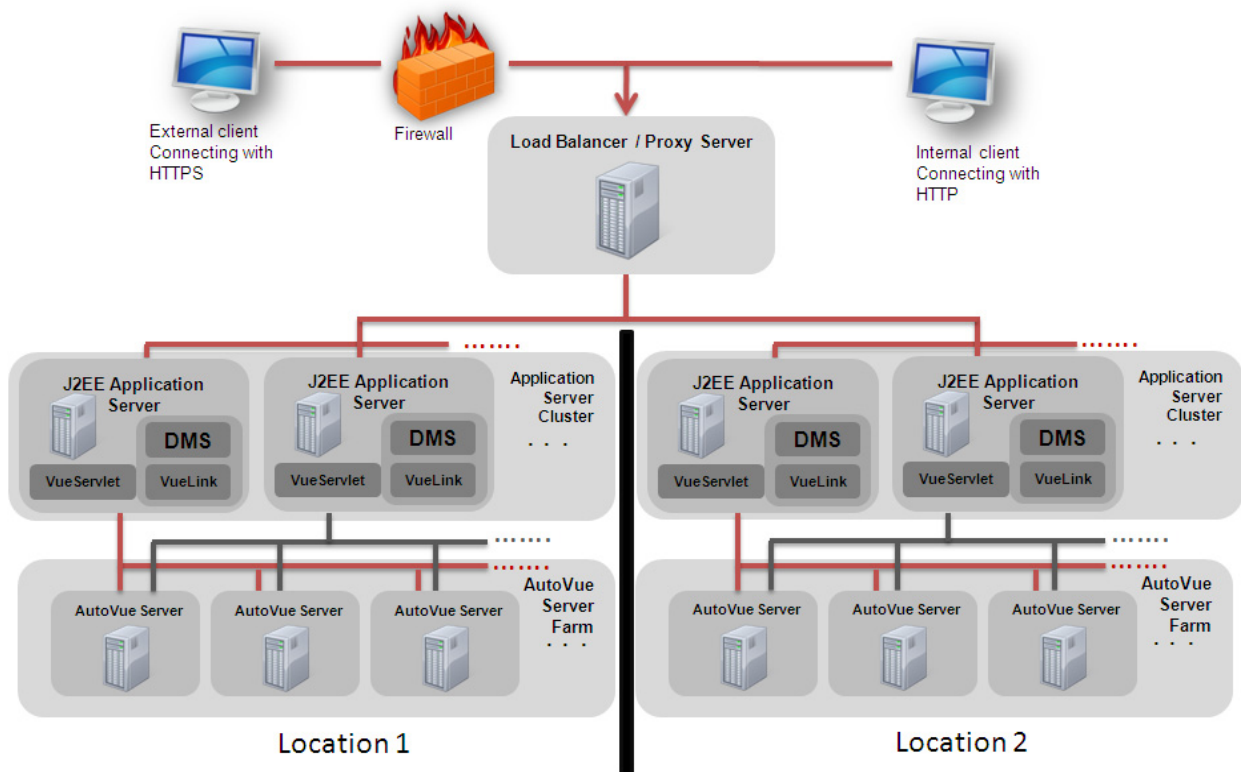 External client
Connecting with
HTTPS
Firewall
Load Balancer / Proxy Server
Internal client
Connecting with
HTTP
J2EE Application
Server
DMS
VueServlet
VueLink
J2EE Application
Server
DMS
VueServlet
VueLink
Application
Server
Cluster
. . .
J2EE Application
Server
DMS
VueServlet
VueLink
J2EE Application
Server
DMS
VueServlet
VueLink
Application
Server
Cluster
. . .
AutoVue Server
AutoVue Server
AutoVue Server
AutoVue
Server
Farm
. . .
AutoVue Server
AutoVue Server
AutoVue Server
AutoVue
Server
Farm
. . .
Location 1
Location 2